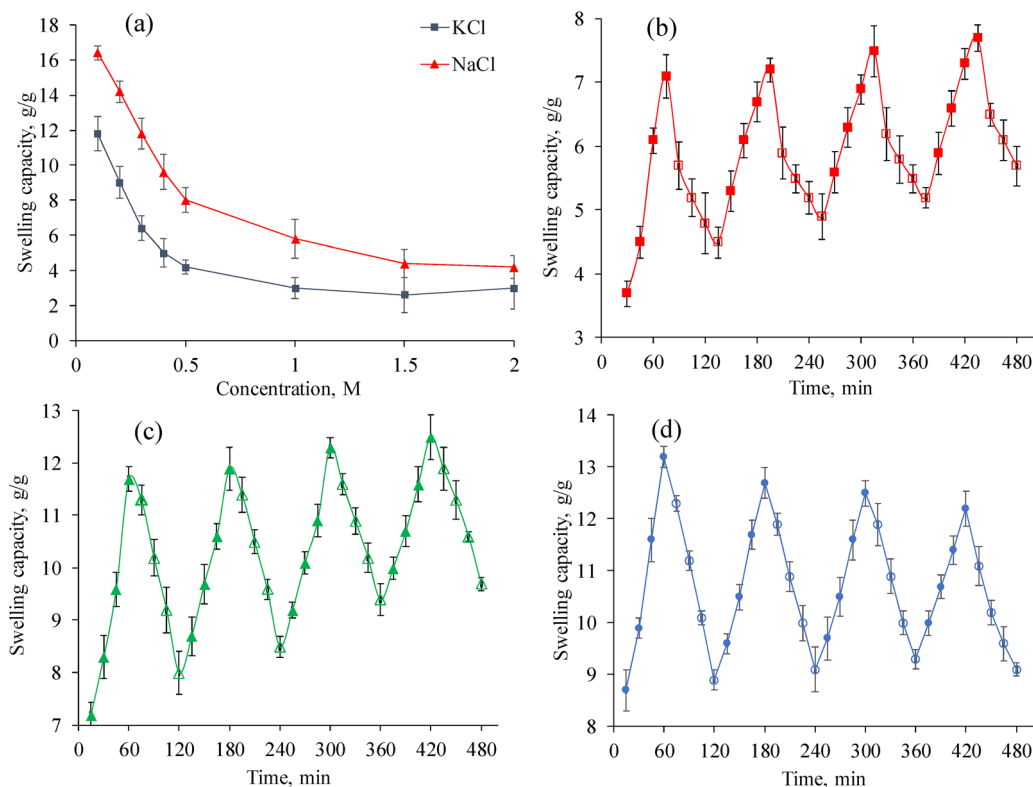 (a)
KCl
NaCl
Swelling capacity, g/g
18
16
14
12
10
8
6
4
2
0
0 0.5 1 1.5 2
Concentration, M
(b)
Swelling capacity, g/g
8
7
6
5
4
3
0 60 120 180 240 300 360 420 480
Time, min
(c)
Swelling capacity, g/g
13
12
11
10
9
8
7
0 60 120 180 240 300 360 420 480
Time, min
(d)
Swelling capacity, g/g
14
13
12
11
10
9
8
0 60 120 180 240 300 360 420 480
Time, min